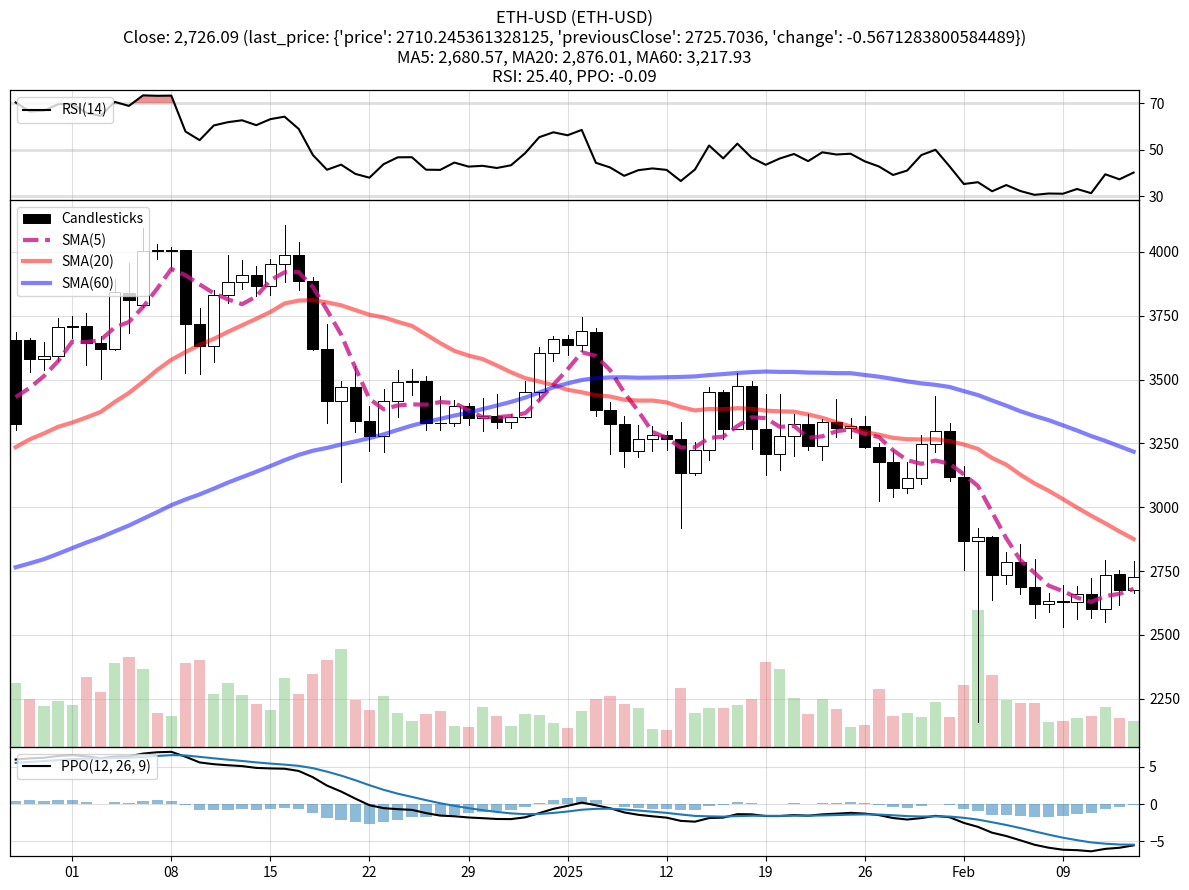 ETH-USD (ETH-USD)
Close: 2,726.09 (last_price: {'price': 2710.245361328125, 'previousClose': 2725.7036, 'change': -0.5671283800584489})
MA5: 2,680.57, MA20: 2,876.01, MA60: 3,217.93
RSI: 25.40, PPO: -0.09
RSI(14)
70
50
30
Candlesticks
SMA(5)
SMA(20)
SMA(60)
4000
3750
3500
3250
3000
2750
2500
2250
PPO(12, 26, 9)
5
0
−5
01 08 15 22 29 2025 12 19 26 Feb 09